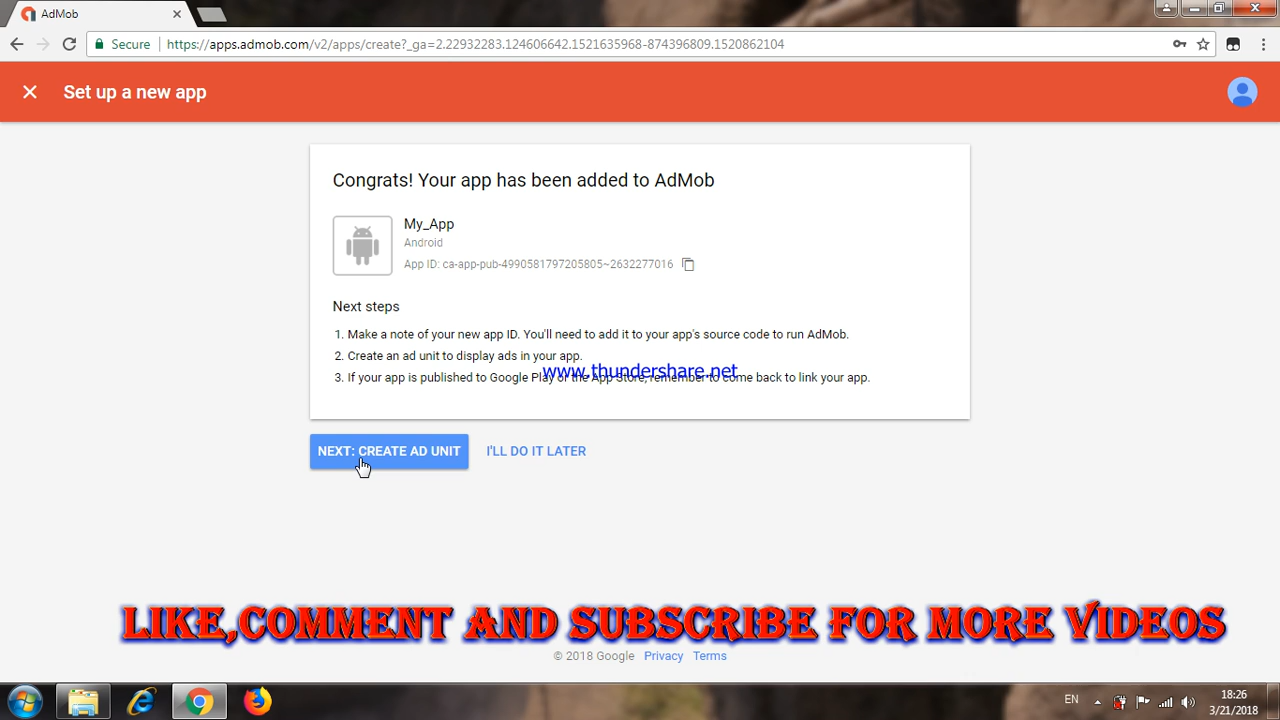 AdMob
Secure
https://apps.admob.com/v2/apps/create?_ga=2.22932283.124606642.1521635968-874396809.1520862104
Set up a new app
Congrats! Your app has been added to AdMob
My_App
Android
App ID: ca-app-pub-4990581797205805~2632277016
Next steps
1. Make a note of your new app ID. You'll need to add it to your app's source code to run AdMob.
2. Create an ad unit to display ads in your app.
www.thundershare.net
3. If your app is published to Google Play or the App Store, remember to come back to link your app.
NEXT: CREATE AD UNIT
I'LL DO IT LATER
LIKE,COMMENT AND SUBSCRIBE FOR MORE VIDEOS
© 2018 Google Privacy Terms
EN
18:26
3/21/2018